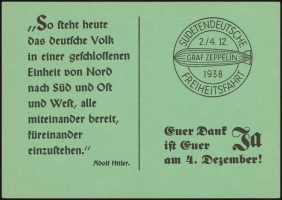 „So steht heute
das deutsche Volk
in einer geschlossenen
Einheit von Nord
nach Süd und Ost
und West, alle
miteinander bereit,
füreinander
einzustehen.“
Adolf Hitler.
SUDETENDEUTSCHE
2./4. 12.
GRAF ZEPPELIN
1938
FREIHEITSFAHRT
Euer Dank
ist Euer Ja
am 4. Dezember!